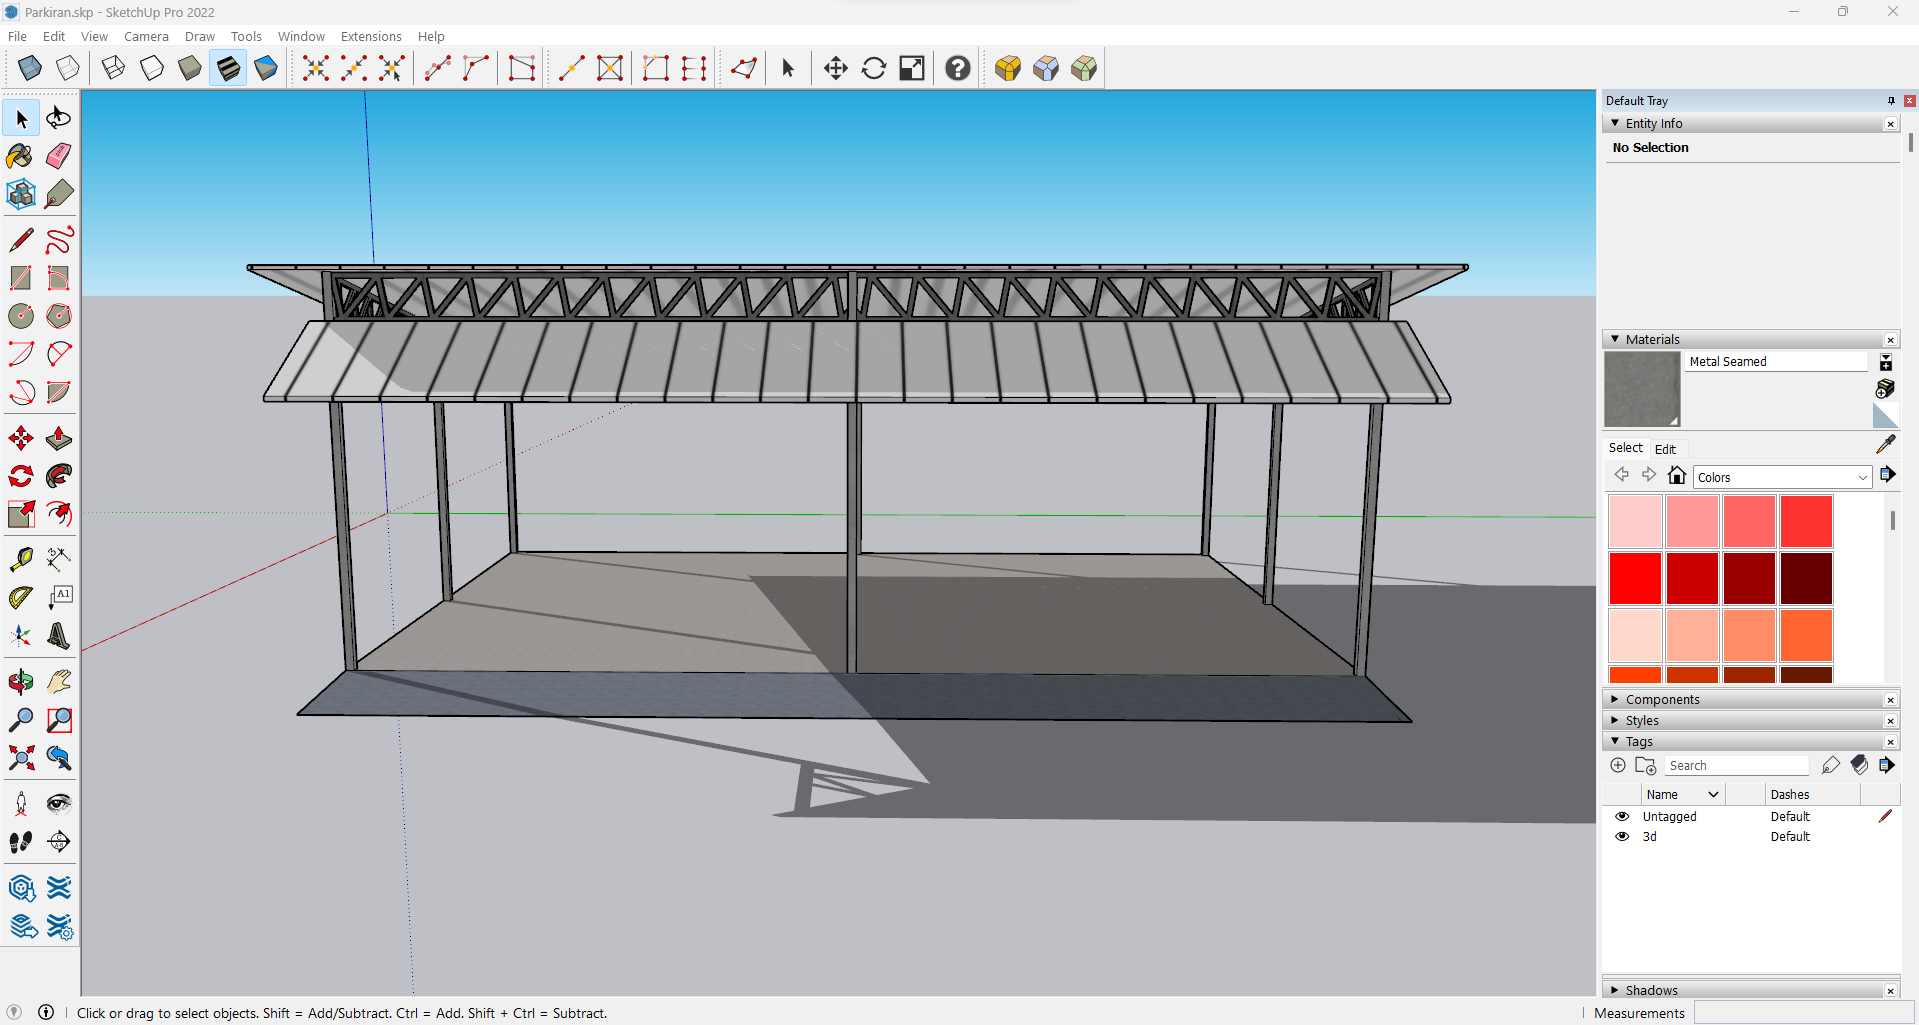 Parkiran.skp - SketchUp Pro 2022
File Edit View Camera Draw Tools Window Extensions Help
Default Tray
Entity Info
No Selection
Materials
Metal Seamed
Select Edit
Colors
Components
Styles
Tags
Search
Name Dashes
Untagged Default
3d Default
Shadows
A1
Click or drag to select objects. Shift = Add/Subtract. Ctrl = Add. Shift + Ctrl = Subtract.
Measurements